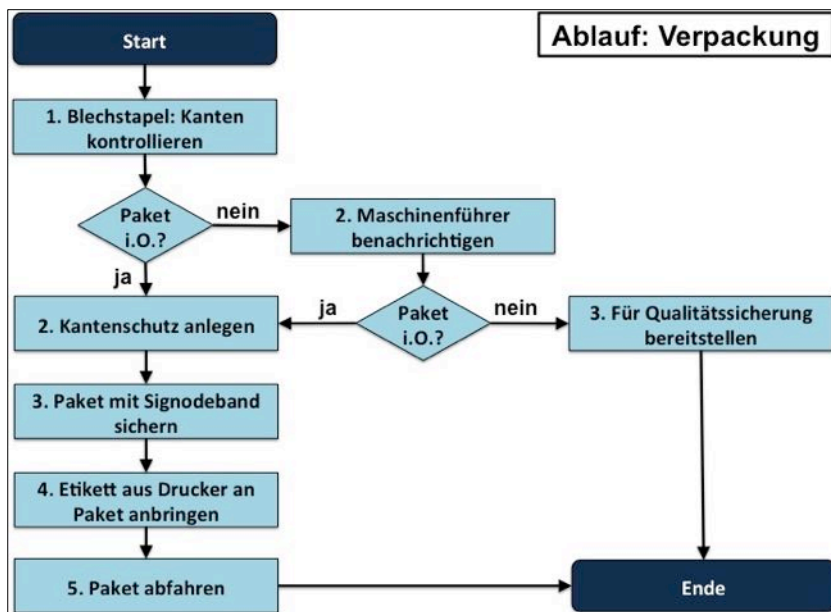 Start
Ablauf: Verpackung
1. Blechstapel: Kanten
kontrollieren
Paket
i.O.?
nein
2. Maschinenführer
benachrichtigen
ja
2. Kantenschutz anlegen
ja
Paket
i.O.?
nein
3. Für Qualitätssicherung
bereitstellen
3. Paket mit Signodeband
sichern
4. Etikett aus Drucker an
Paket anbringen
5. Paket abfahren
Ende